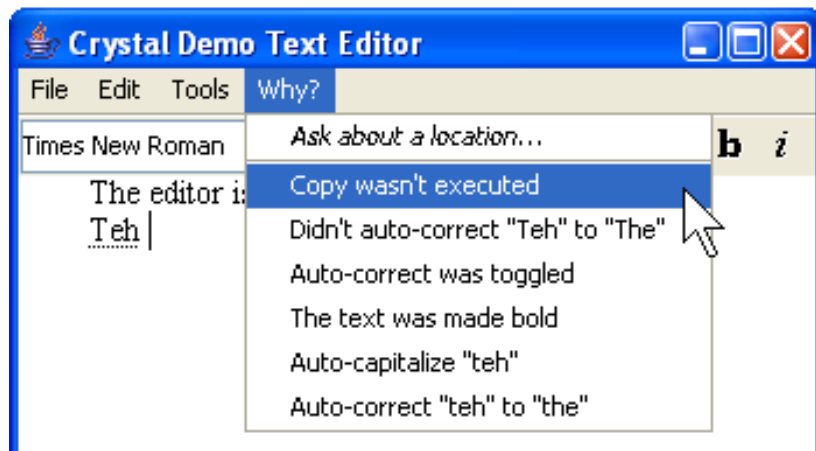 Crystal Demo Text Editor
File Edit Tools Why?
Times New Roman
b i
Ask about a location...
The editor is
Teh
Copy wasn't executed
Didn't auto-correct "Teh" to "The"
Auto-correct was toggled
The text was made bold
Auto-capitalize "teh"
Auto-correct "teh" to "the"